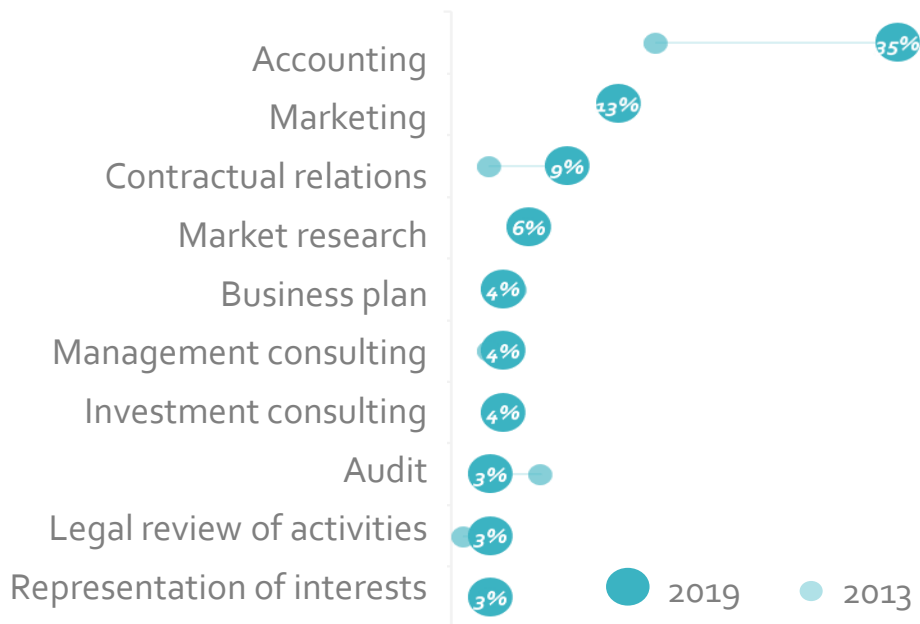 Accounting 35%
Marketing 13%
Contractual relations 9%
Market research 6%
Business plan 4%
Management consulting 4%
Investment consulting 4%
Audit 3%
Legal review of activities 3%
Representation of interests 3%
2019 2013